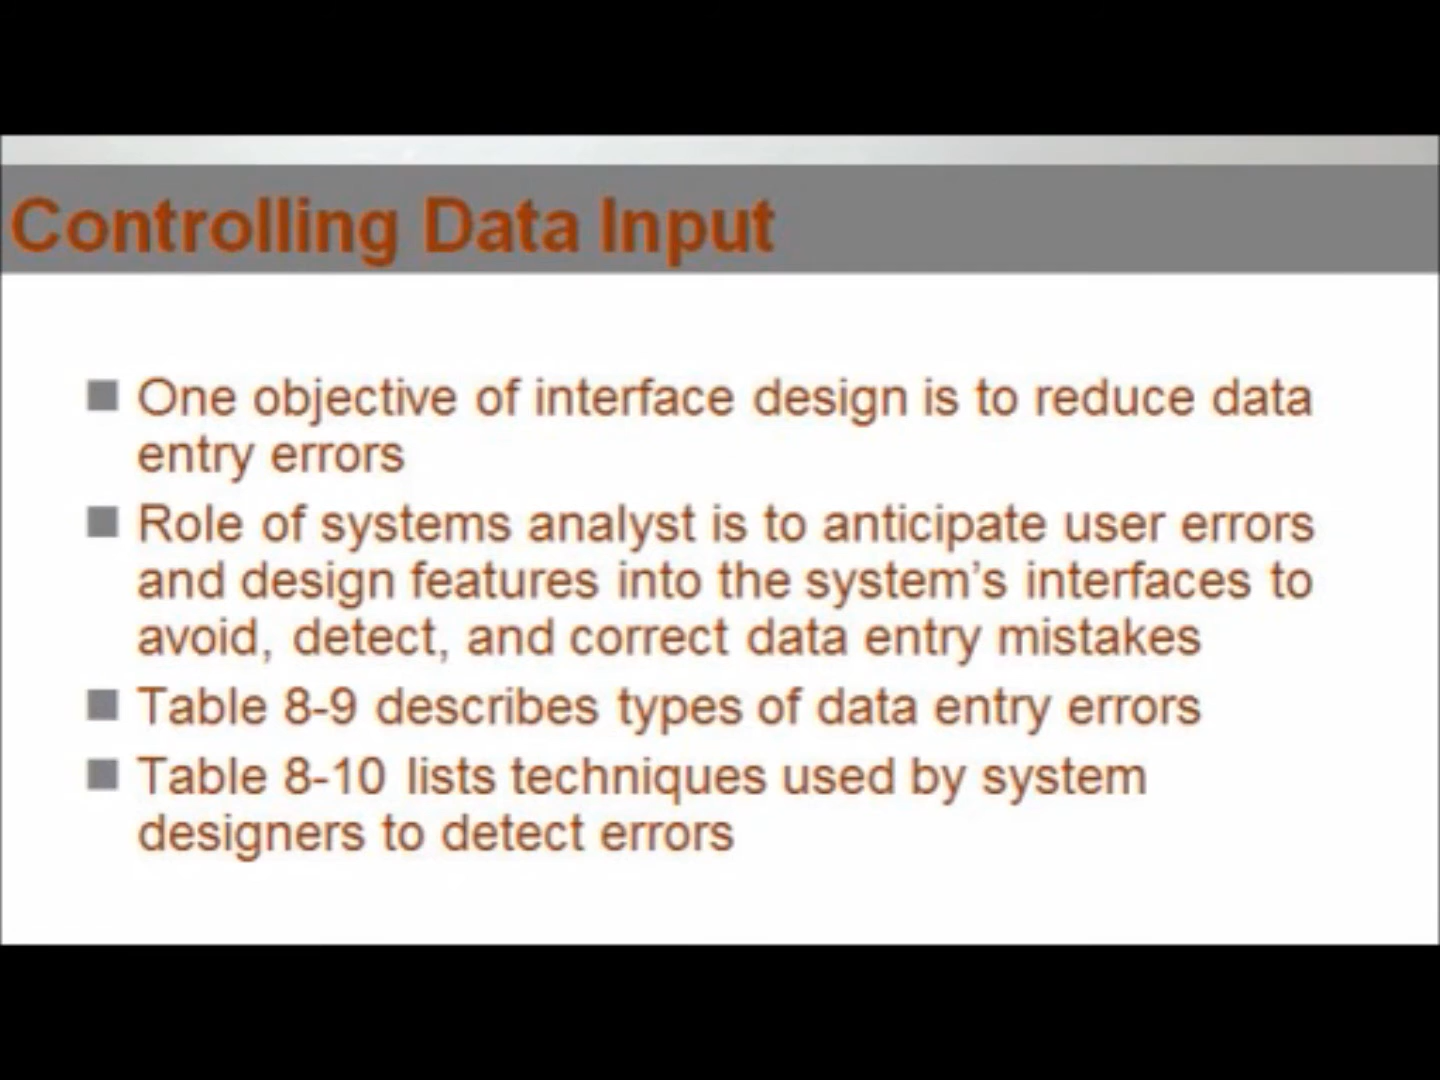 Controlling Data Input
One objective of interface design is to reduce data
entry errors
Role of systems analyst is to anticipate user errors
and design features into the system’s interfaces to
avoid, detect, and correct data entry mistakes
Table 8-9 describes types of data entry errors
Table 8-10 lists techniques used by system
designers to detect errors